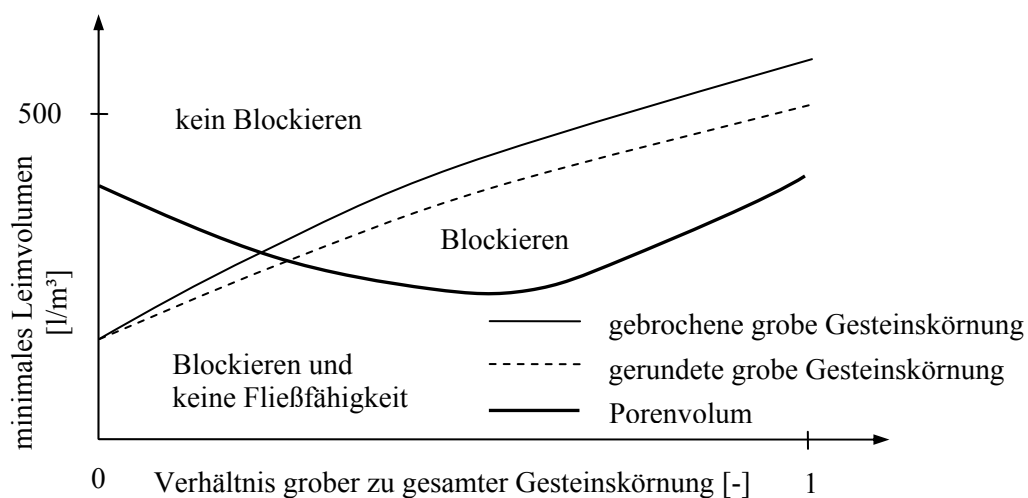 500
kein Blockieren
minimales Leimvolumen
[l/m³]
Blockieren
Blockieren und
keine Fließfähigkeit
gebrochene grobe Gesteinskörnung
gerundete grobe Gesteinskörnung
Porenvolum
0
Verhältnis grober zu gesamter Gesteinskörnung [-]
1